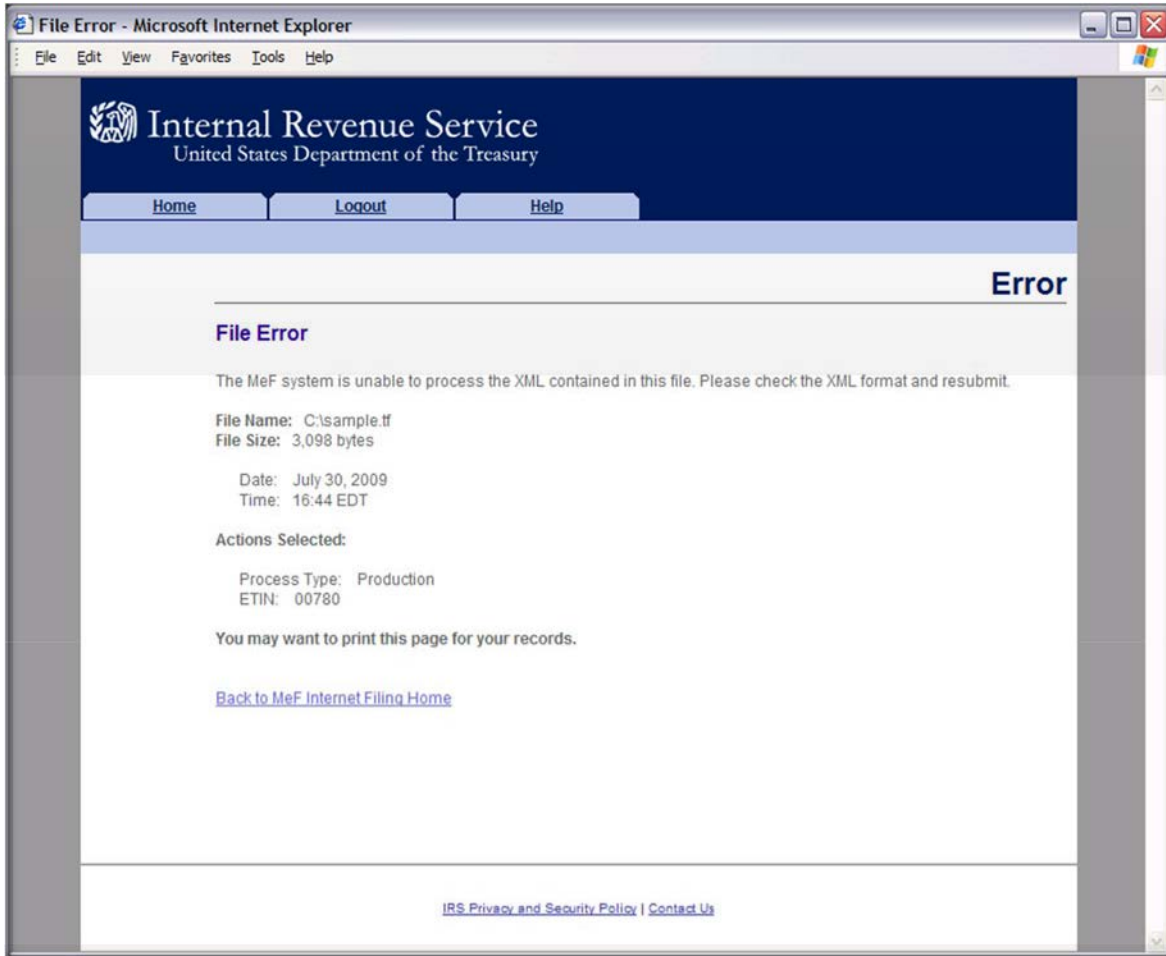 File Error - Microsoft Internet Explorer
File Edit View Favorites Tools Help
Internal Revenue Service
United States Department of the Treasury
Home Logout Help
Error
File Error
The MeF system is unable to process the XML contained in this file. Please check the XML format and resubmit.
File Name: C:\sample.tf
File Size: 3,098 bytes
Date: July 30, 2009
Time: 16:44 EDT
Actions Selected:
Process Type: Production
ETIN: 00780
You may want to print this page for your records.
Back to MeF Internet Filing Home
IRS Privacy and Security Policy | Contact Us